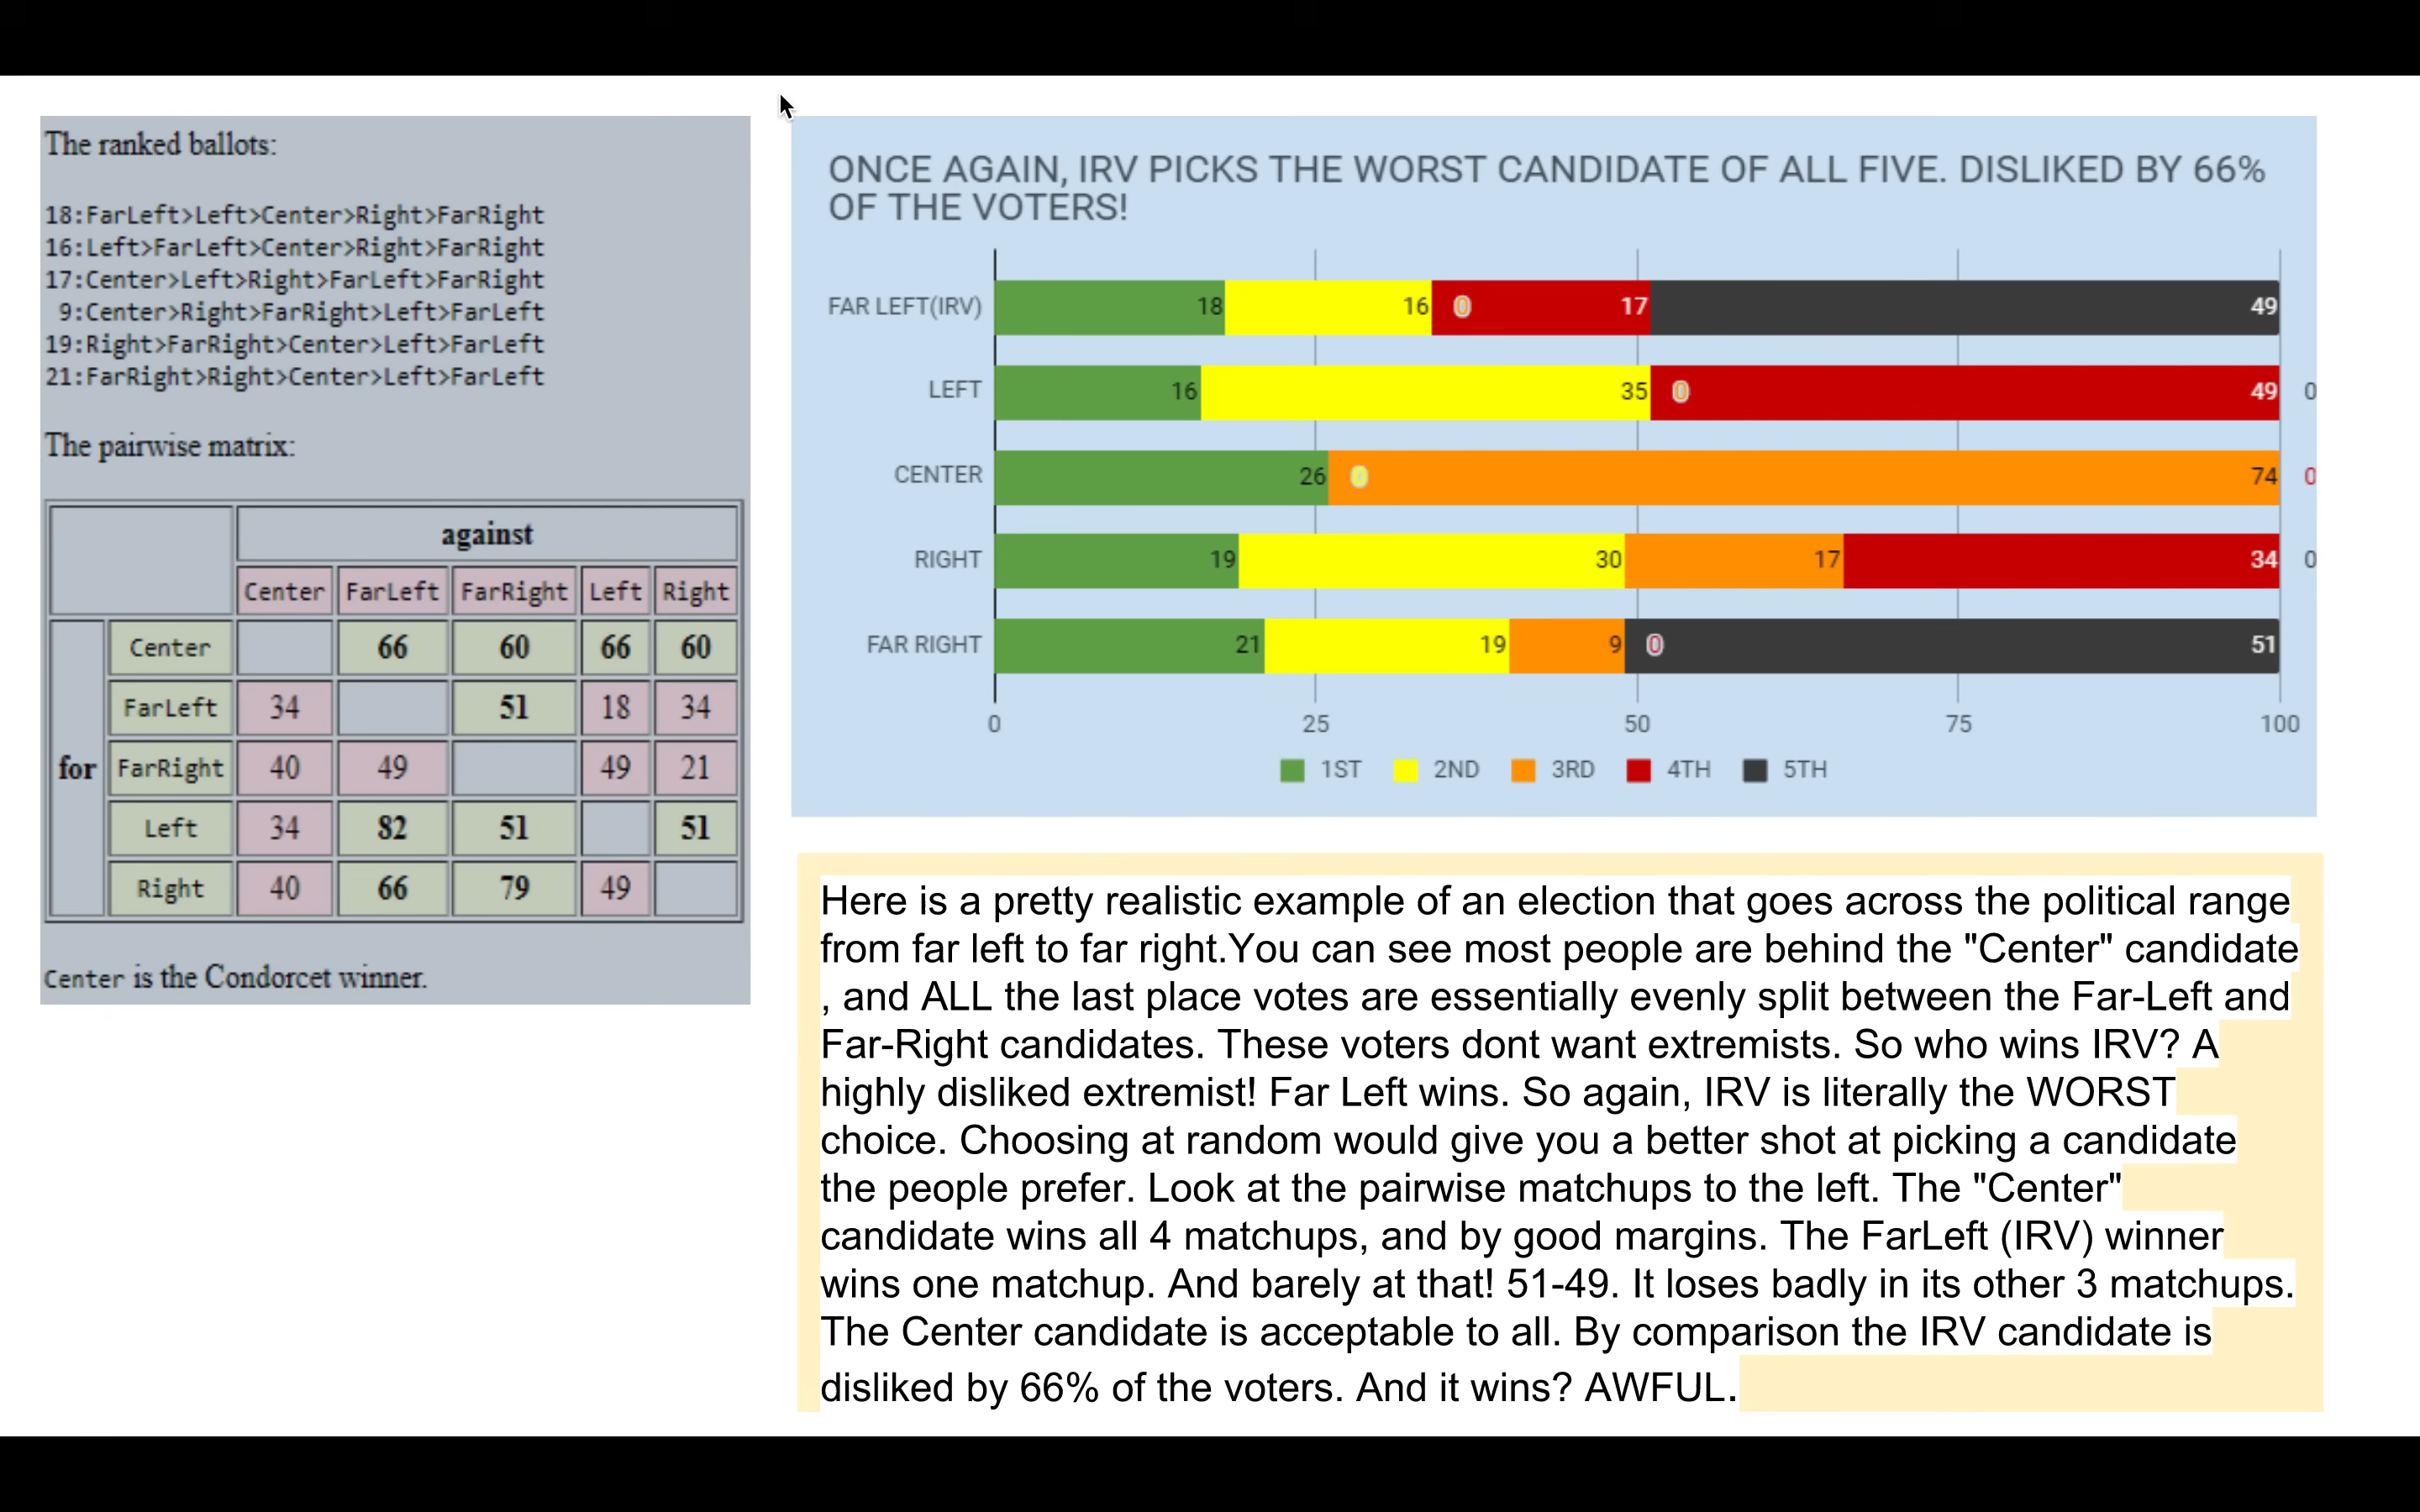 The ranked ballots:
18:FarLeft>Left>Center>Right>FarRight
16:Left>FarLeft>Center>Right>FarRight
17:Center>Left>Right>FarLeft>FarRight
9:Center>Right>FarRight>Left>FarLeft
19:Right>FarRight>Center>Left>FarLeft
21:FarRight>Right>Center>Left>FarLeft
The pairwise matrix:
against
Center FarLeft FarRight Left Right
for
Center 66 60 66 60
FarLeft 34 51 18 34
FarRight 40 49 49 21
Left 34 82 51 51
Right 40 66 79 49
Center is the Condorcet winner.
ONCE AGAIN, IRV PICKS THE WORST CANDIDATE OF ALL FIVE. DISLIKED BY 66%
OF THE VOTERS!
FAR LEFT(IRV) 18 16 0 17 49
LEFT 16 35 0 49 0
CENTER 26 0 74 0
RIGHT 19 30 17 34 0
FAR RIGHT 21 19 9 0 51
0 25 50 75 100
1ST 2ND 3RD 4TH 5TH
Here is a pretty realistic example of an election that goes across the political range
from far left to far right.You can see most people are behind the "Center" candidate
, and ALL the last place votes are essentially evenly split between the Far-Left and
Far-Right candidates. These voters dont want extremists. So who wins IRV? A
highly disliked extremist! Far Left wins. So again, IRV is literally the WORST
choice. Choosing at random would give you a better shot at picking a candidate
the people prefer. Look at the pairwise matchups to the left. The "Center"
candidate wins all 4 matchups, and by good margins. The FarLeft (IRV) winner
wins one matchup. And barely at that! 51-49. It loses badly in its other 3 matchups.
The Center candidate is acceptable to all. By comparison the IRV candidate is
disliked by 66% of the voters. And it wins? AWFUL.